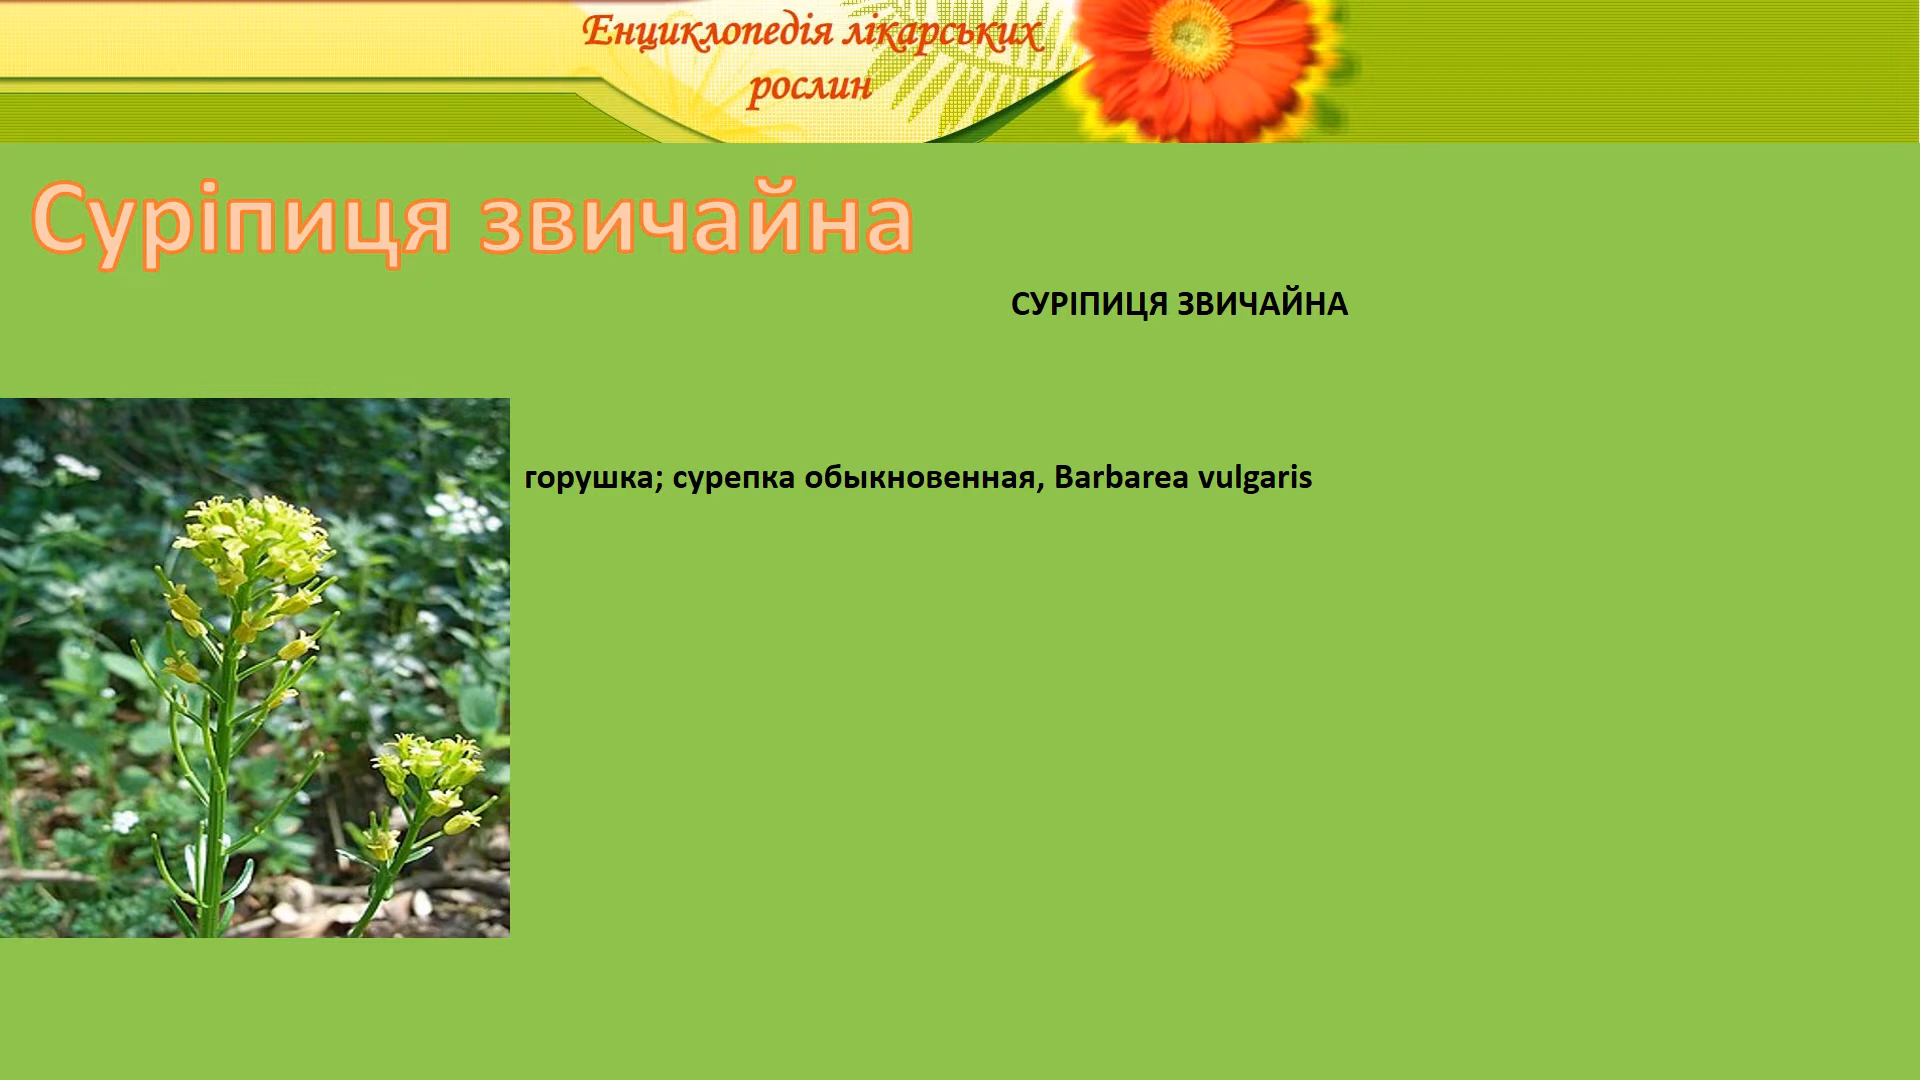 Енциклопедія лікарських
рослин
Суріпиця звичайна
СУРІПИЦЯ ЗВИЧАЙНА
горушка; сурепка обыкновенная, Barbarea vulgaris